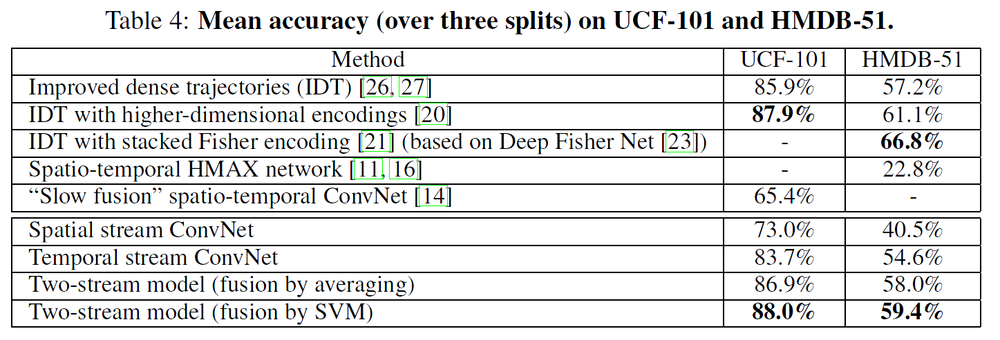 Table 4: Mean accuracy (over three splits) on UCF-101 and HMDB-51.
Method UCF-101 HMDB-51
Improved dense trajectories (IDT) [26, 27] 85.9% 57.2%
IDT with higher-dimensional encodings [20] 87.9% 61.1%
IDT with stacked Fisher encoding [21] (based on Deep Fisher Net [23]) - 66.8%
Spatio-temporal HMAX network [11, 16] - 22.8%
“Slow fusion” spatio-temporal ConvNet [14] 65.4% -
Spatial stream ConvNet 73.0% 40.5%
Temporal stream ConvNet 83.7% 54.6%
Two-stream model (fusion by averaging) 86.9% 58.0%
Two-stream model (fusion by SVM) 88.0% 59.4%